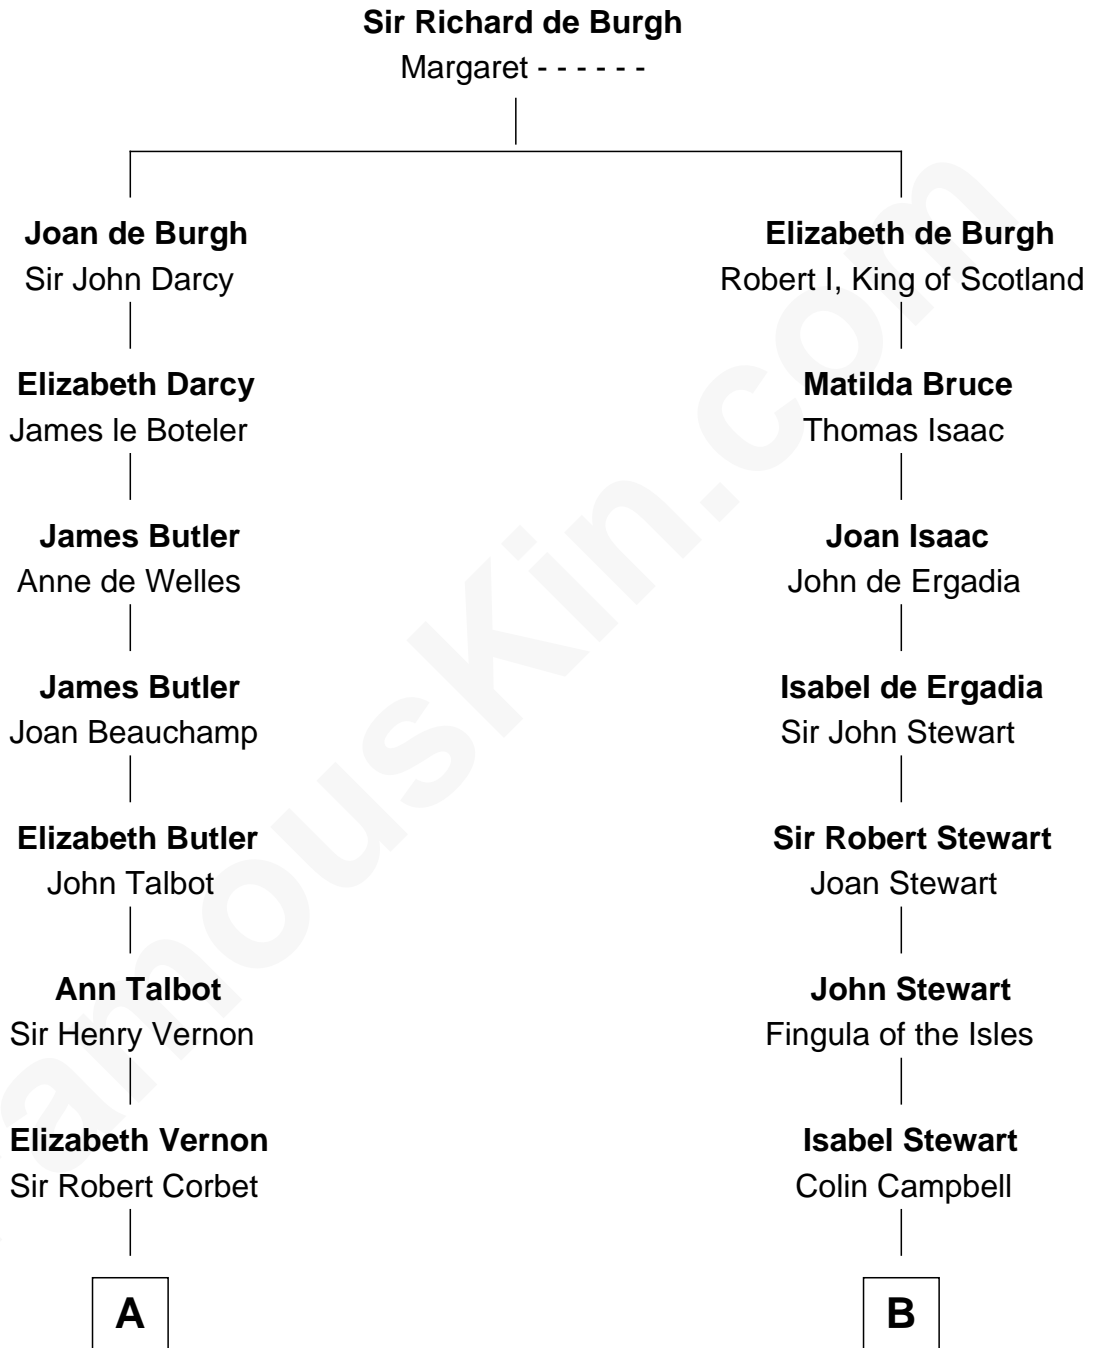 Sir Richard de Burgh
Margaret - - - - - -
Joan de Burgh
Sir John Darcy
Elizabeth de Burgh
Robert I, King of Scotland
Elizabeth Darcy
James le Boteler
Matilda Bruce
Thomas Isaac
James Butler
Anne de Welles
Joan Isaac
John de Ergadia
James Butler
Joan Beauchamp
Isabel de Ergadia
Sir John Stewart
Elizabeth Butler
John Talbot
Sir Robert Stewart
Joan Stewart
Ann Talbot
Sir Henry Vernon
John Stewart
Fingula of the Isles
Elizabeth Vernon
Sir Robert Corbet
Isabel Stewart
Colin Campbell
A
B
amousKin.com